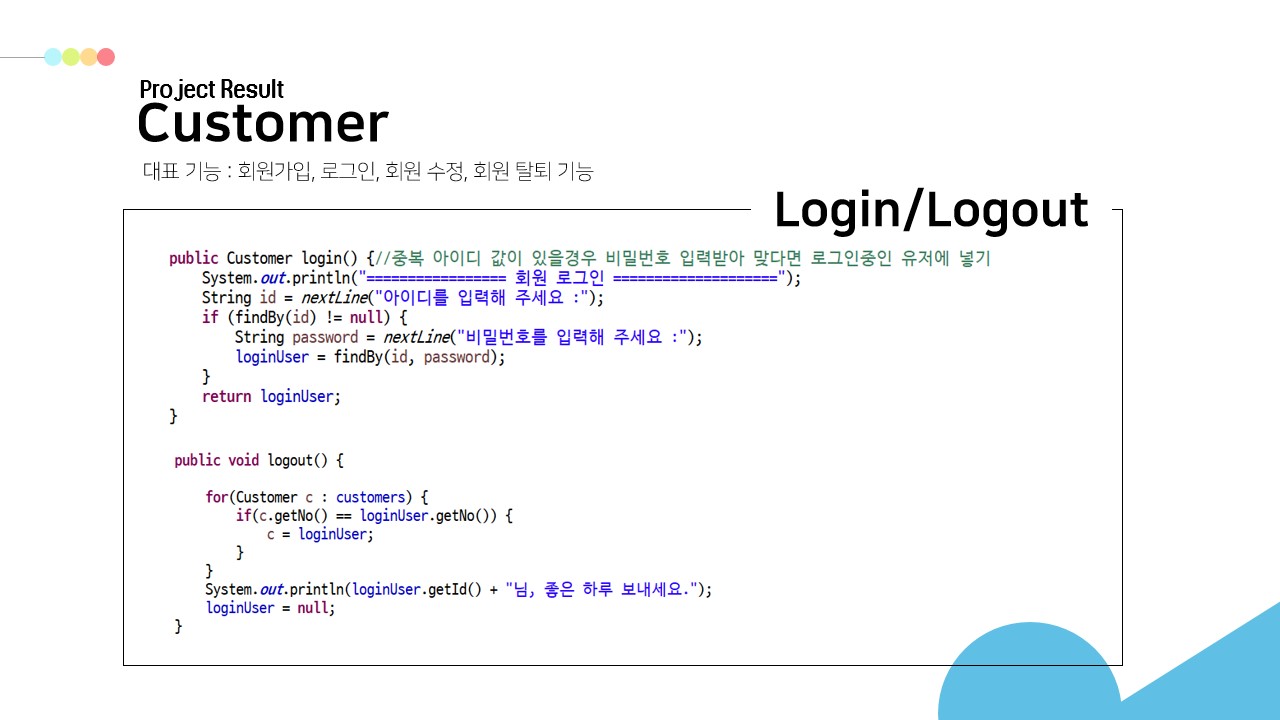 Project Result
Customer
대표 기능 : 회원가입, 로그인, 회원 수정, 회원 탈퇴 기능
Login/Logout
public Customer login() {//중복 아이디 값이 있을경우 비밀번호 입력받아 맞다면 로그인중인 유저에 넣기
System.out.println("================= 회원 로그인 ====================");
String id = nextLine("아이디를 입력해 주세요 :");
if (findBy(id) != null) {
String password = nextLine("비밀번호를 입력해 주세요 :");
loginUser = findBy(id, password);
}
return loginUser;
}
public void logout() {
for(Customer c : customers) {
if(c.getNo() == loginUser.getNo()) {
c = loginUser;
}
}
System.out.println(loginUser.getId() + "님, 좋은 하루 보내세요.");
loginUser = null;
}